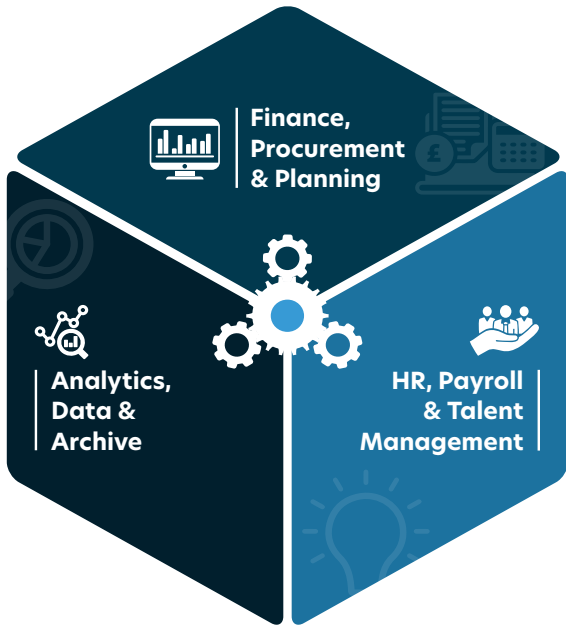 Finance,
Procurement
& Planning
£
Analytics,
Data &
Archive
HR, Payroll
& Talent
Management